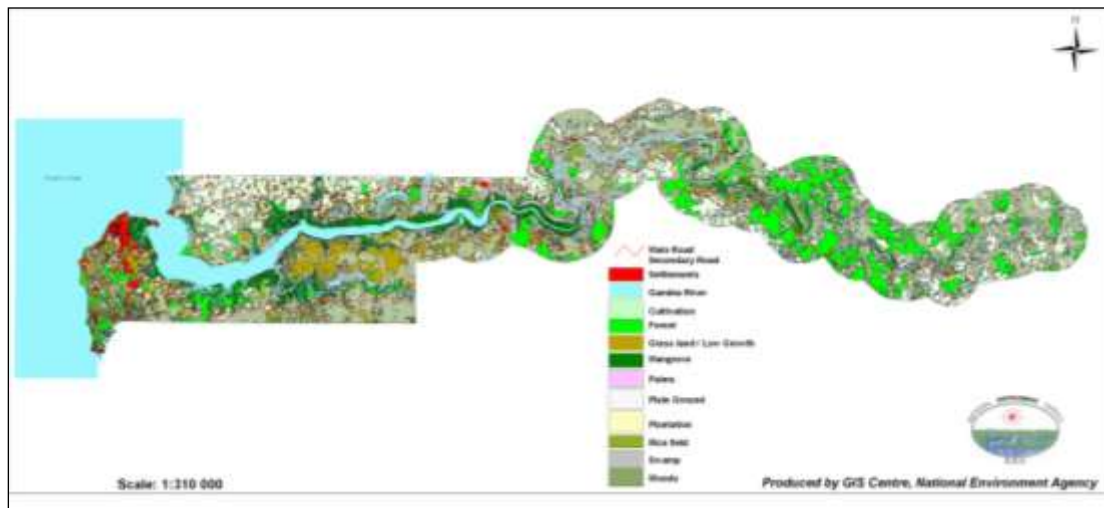 N
Main Road
Secondary Road
Settlements
Gambia River
Cultivation
Forest
Grass land / Low Growth
Mangrove
Palms
Plain Ground
Plantation
Rice field
Swamp
Woody
Scale: 1:310 000
Produced by GIS Centre, National Environment Agency